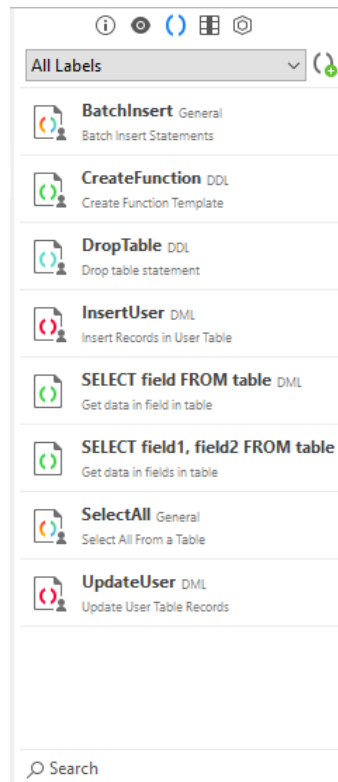 All Labels
BatchInsert General
Batch Insert Statements
CreateFunction DDL
Create Function Template
DropTable DDL
Drop table statement
InsertUser DML
Insert Records in User Table
SELECT field FROM table DML
Get data in field in table
SELECT field1, field2 FROM table
Get data in fields in table
SelectAll General
Select All From a Table
UpdateUser DML
Update User Table Records
Search